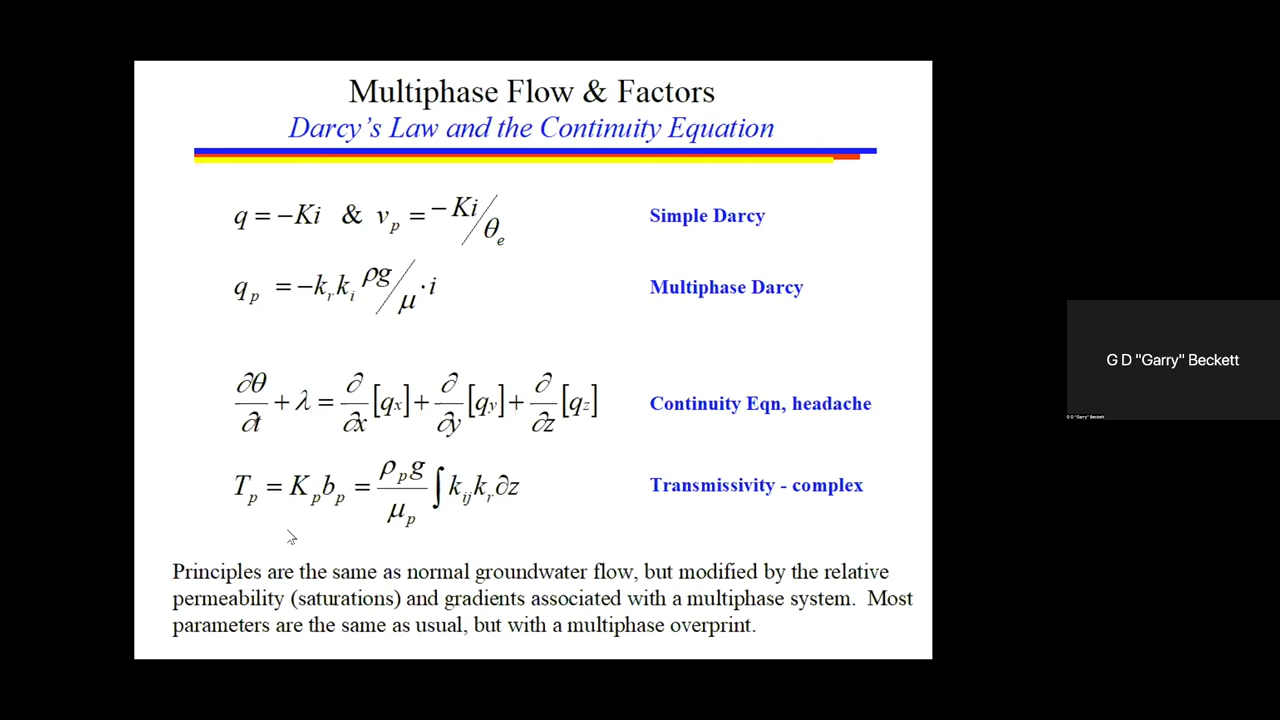 Multiphase Flow & Factors
Darcy's Law and the Continuity Equation
q = −Ki & v_p = −Ki/θ_e
Simple Darcy
q_p = −k_r k_i ρg/μ · i
Multiphase Darcy
∂θ/∂t + λ = ∂/∂x [q_x] + ∂/∂y [q_y] + ∂/∂z [q_z]
Continuity Eqn, headache
T_p = K_p b_p = ρ_p g/μ_p ∫ k_ij k_r ∂z
Transmissivity - complex
Principles are the same as normal groundwater flow, but modified by the relative
permeability (saturations) and gradients associated with a multiphase system. Most
parameters are the same as usual, but with a multiphase overprint.
G D "Garry" Beckett
G D "Garry" Beckett